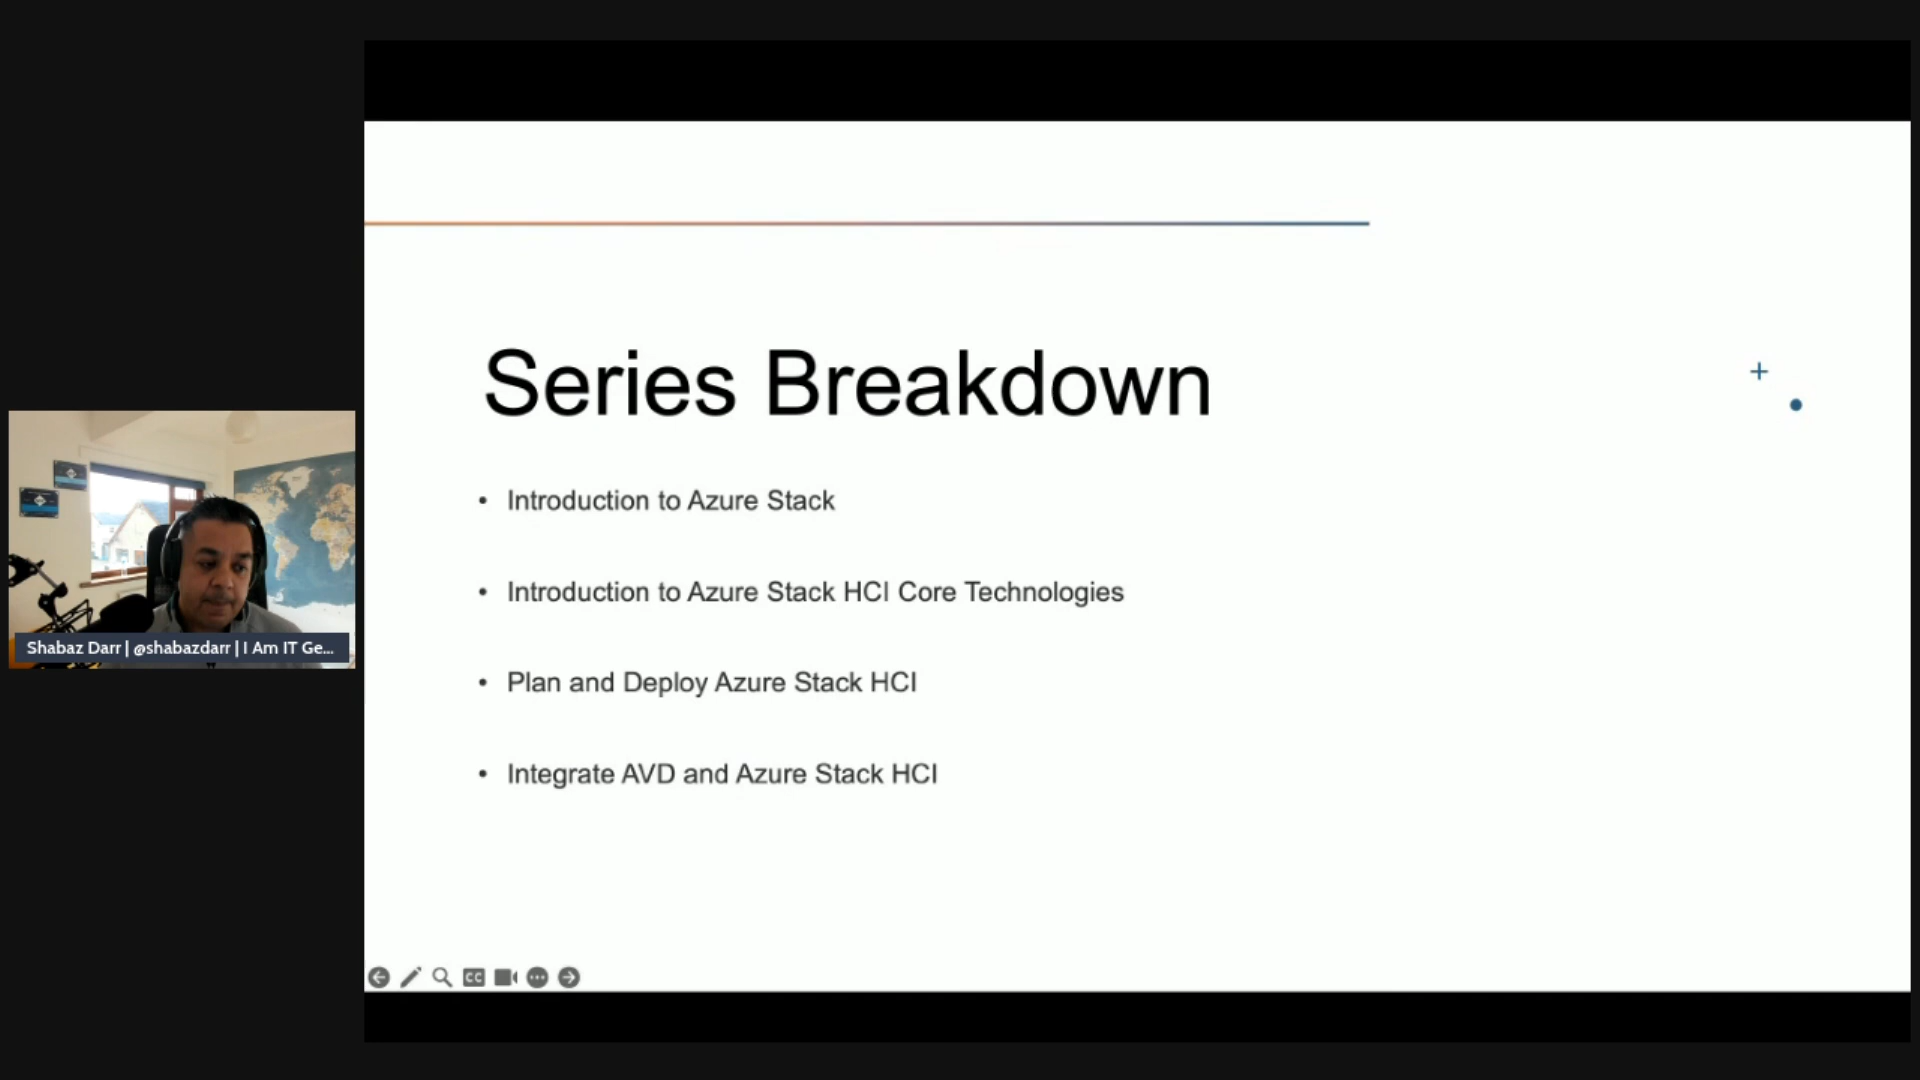 Series Breakdown
• Introduction to Azure Stack
• Introduction to Azure Stack HCI Core Technologies
• Plan and Deploy Azure Stack HCI
• Integrate AVD and Azure Stack HCI
Shabaz Darr | @shabazdarr | I Am IT Ge...
CC